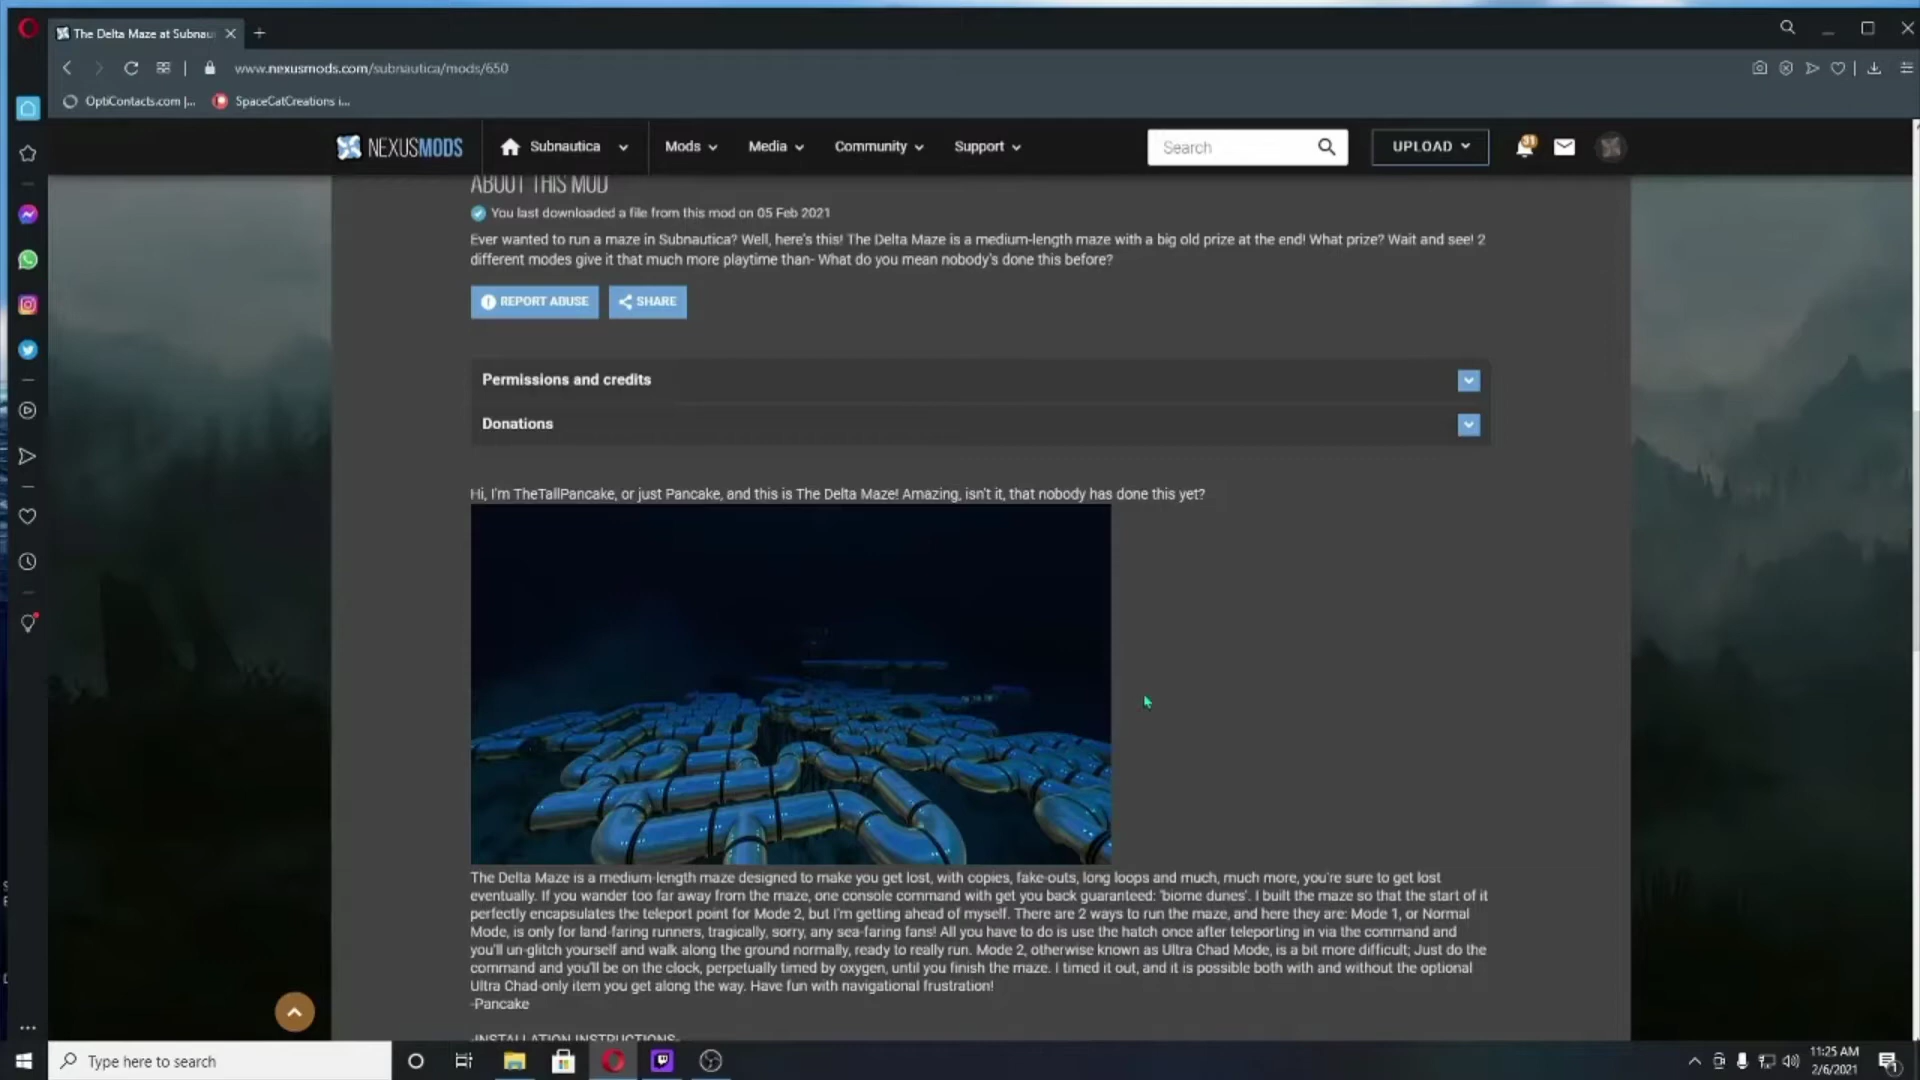 The Delta Maze at Subnau
www.nexusmods.com/subnautica/mods/650
OptiContacts.com |...
SpaceCatCreations i...
NEXUSMODS
Subnautica
Mods
Media
Community
Support
Search
UPLOAD
31
ABOUT THIS MOD
You last downloaded a file from this mod on 05 Feb 2021
Ever wanted to run a maze in Subnautica? Well, here's this! The Delta Maze is a medium-length maze with a big old prize at the end! What prize? Wait and see! 2
different modes give it that much more playtime than- What do you mean nobody's done this before?
REPORT ABUSE
SHARE
Permissions and credits
Donations
Hi, I'm TheTallPancake, or just Pancake, and this is The Delta Maze! Amazing, isn't it, that nobody has done this yet?
The Delta Maze is a medium-length maze designed to make you get lost, with copies, fake-outs, long loops and much, much more, you're sure to get lost
eventually. If you wander too far away from the maze, one console command with get you back guaranteed: 'biome dunes'. I built the maze so that the start of it
perfectly encapsulates the teleport point for Mode 2, but I'm getting ahead of myself. There are 2 ways to run the maze, and here they are: Mode 1, or Normal
Mode, is only for land-faring runners, tragically, sorry, any sea-faring fans! All you have to do is use the hatch once after teleporting in via the command and
you'll un-glitch yourself and walk along the ground normally, ready to really run. Mode 2, otherwise known as Ultra Chad Mode, is a bit more difficult; Just do the
command and you'll be on the clock, perpetually timed by oxygen, until you finish the maze. I timed it out, and it is possible both with and without the optional
Ultra Chad-only item you get along the way. Have fun with navigational frustration!
-Pancake
-INSTALLATION INSTRUCTIONS-
Type here to search
11:25 AM
2/6/2021
1